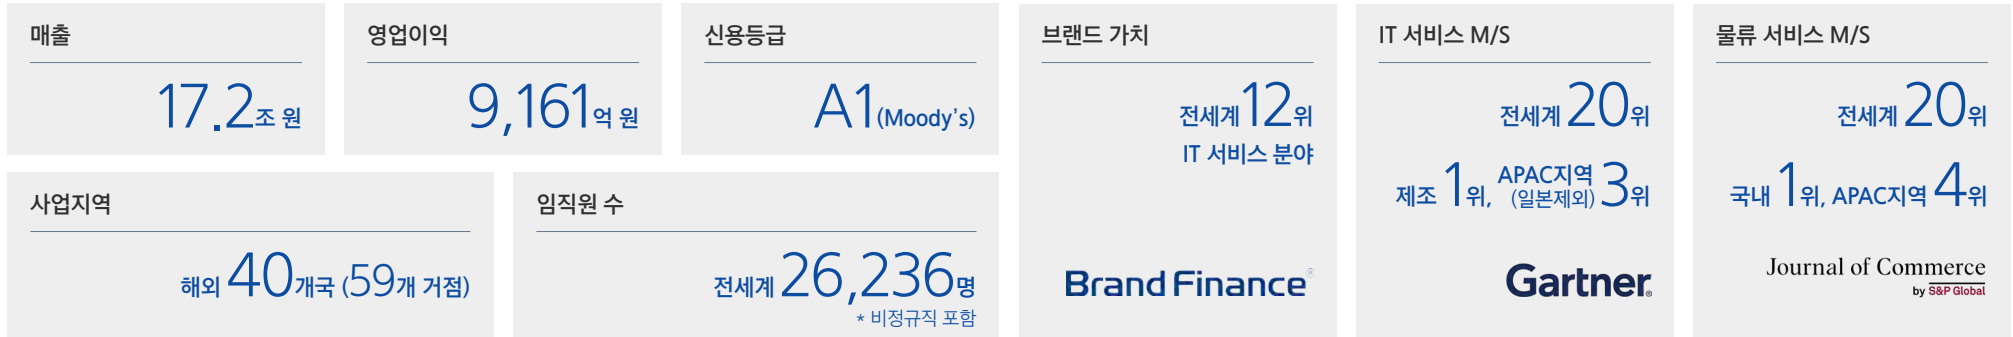 매출
17.2조 원
영업이익
9,161억 원
신용등급
A1(Moody's)
사업지역
해외 40개국 (59개 거점)
임직원 수
전세계 26,236명
* 비정규직 포함
브랜드 가치
전세계 12위
IT 서비스 분야
Brand Finance®
IT 서비스 M/S
전세계 20위
제조 1위, APAC지역 (일본제외) 3위
Gartner®
물류 서비스 M/S
전세계 20위
국내 1위, APAC지역 4위
Journal of Commerce
by S&P Global